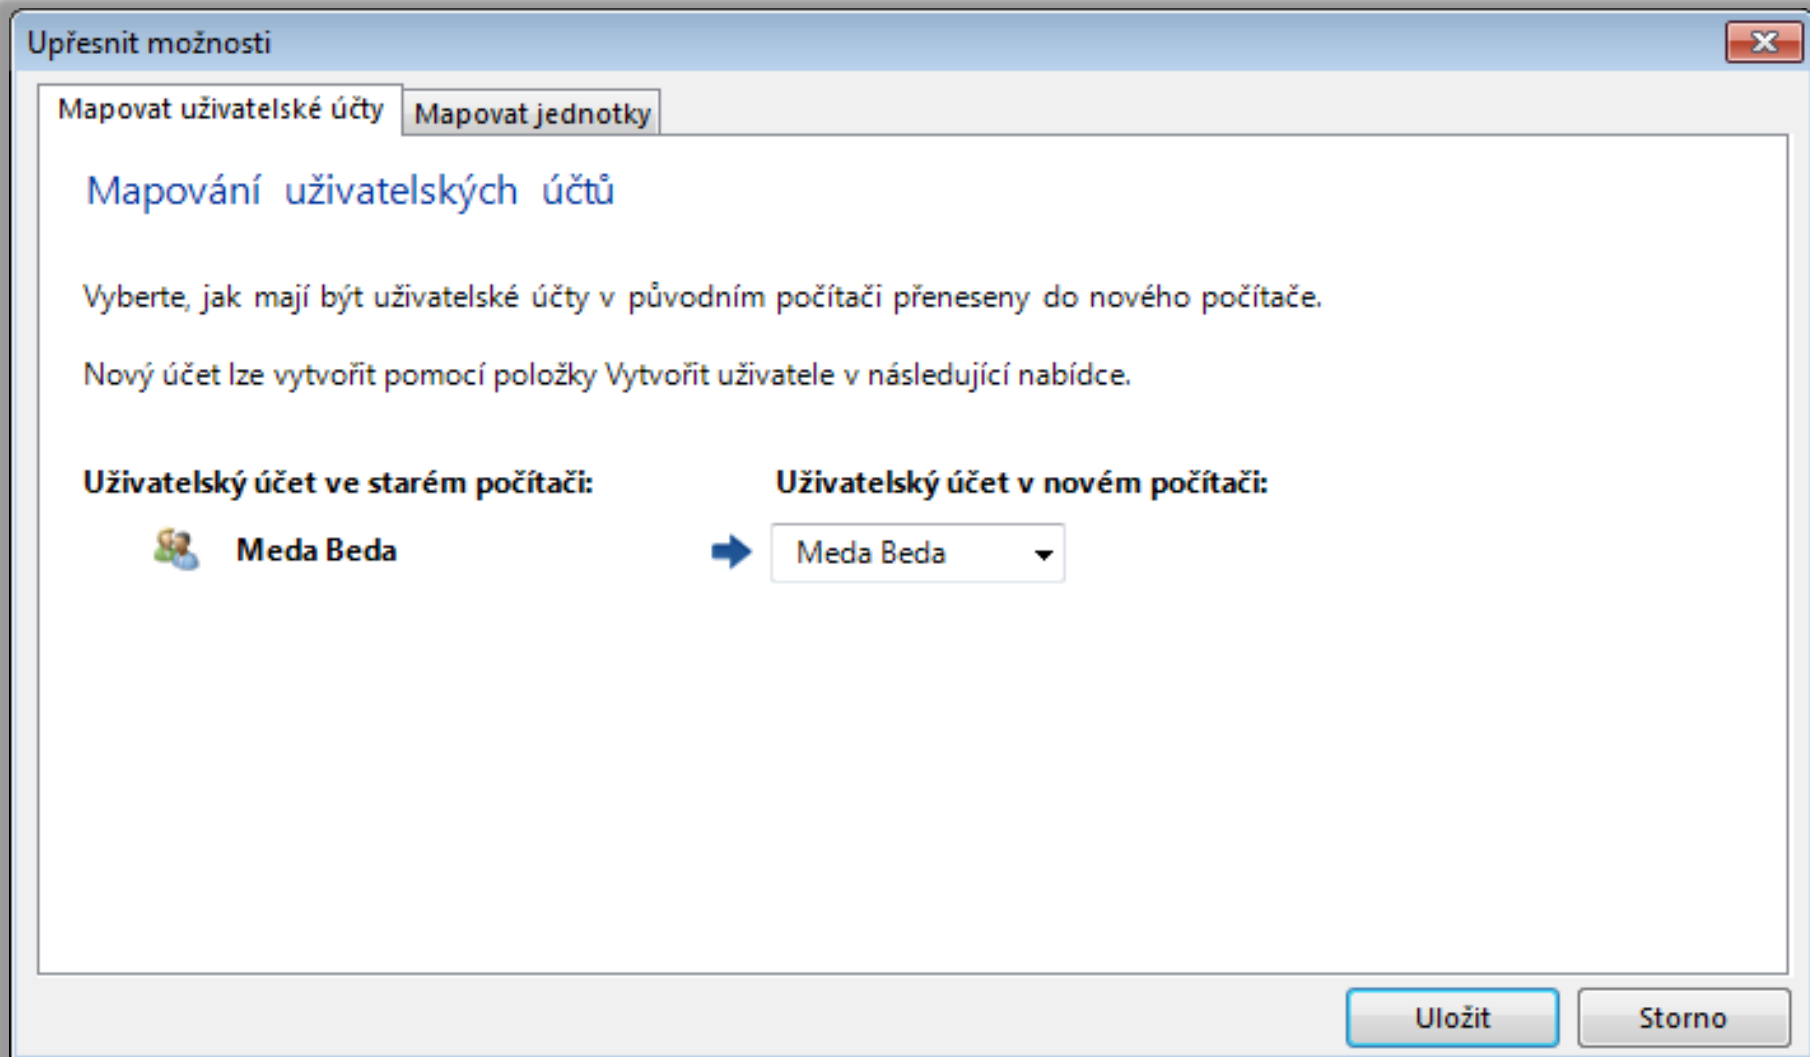 Upřesnit možnosti
Mapovat uživatelské účty Mapovat jednotky
Mapování uživatelských účtů
Vyberte, jak mají být uživatelské účty v původním počítači přeneseny do nového počítače.
Nový účet lze vytvořit pomocí položky Vytvořit uživatele v následující nabídce.
Uživatelský účet ve starém počítači: Uživatelský účet v novém počítači:
Meda Beda Meda Beda
Uložit Storno